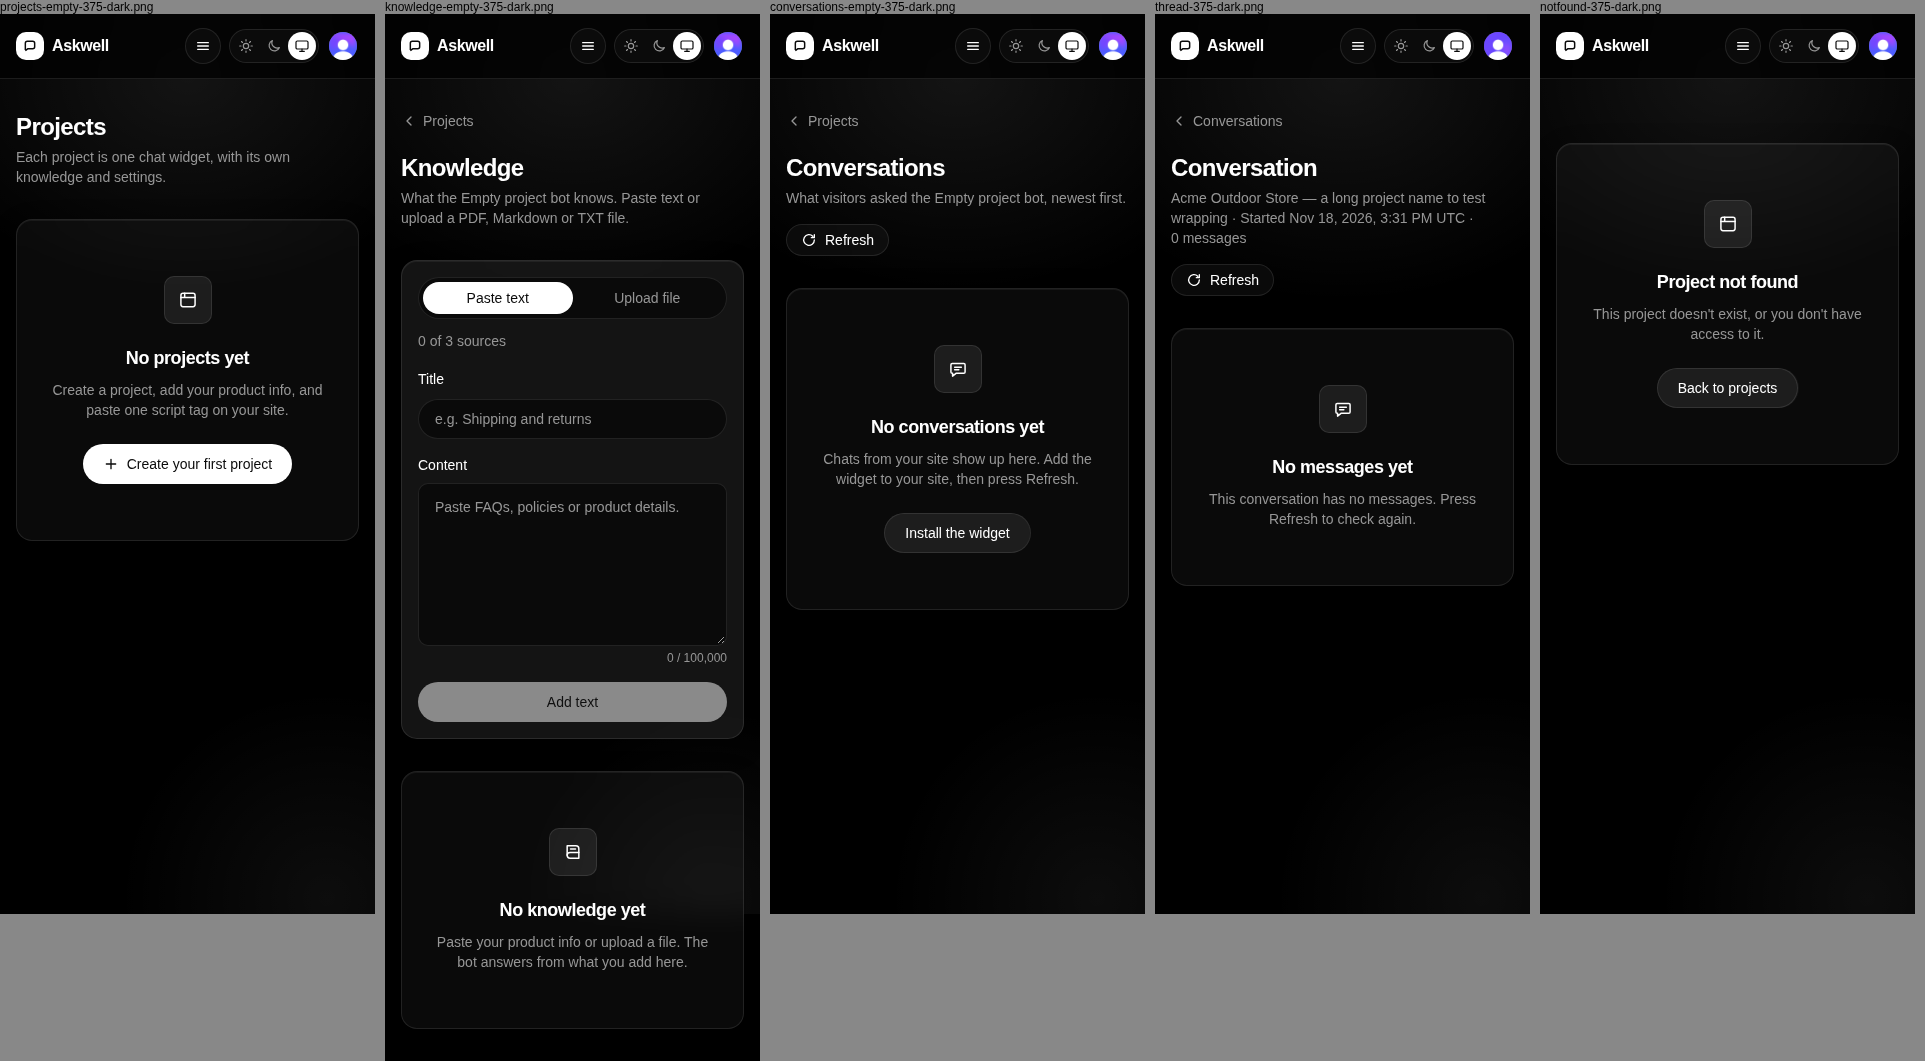 projects-empty-375-dark.png
Askwell
Projects
Each project is one chat widget, with its own
knowledge and settings.
No projects yet
Create a project, add your product info, and
paste one script tag on your site.
Create your first project
knowledge-empty-375-dark.png
Askwell
Projects
Knowledge
What the Empty project bot knows. Paste text or
upload a PDF, Markdown or TXT file.
Paste text
Upload file
0 of 3 sources
Title
e.g. Shipping and returns
Content
Paste FAQs, policies or product details.
0 / 100,000
Add text
No knowledge yet
Paste your product info or upload a file. The
bot answers from what you add here.
conversations-empty-375-dark.png
Askwell
Projects
Conversations
What visitors asked the Empty project bot, newest first.
Refresh
No conversations yet
Chats from your site show up here. Add the
widget to your site, then press Refresh.
Install the widget
thread-375-dark.png
Askwell
Conversations
Conversation
Acme Outdoor Store — a long project name to test
wrapping · Started Nov 18, 2026, 3:31 PM UTC ·
0 messages
Refresh
No messages yet
This conversation has no messages. Press
Refresh to check again.
notfound-375-dark.png
Askwell
Project not found
This project doesn't exist, or you don't have
access to it.
Back to projects